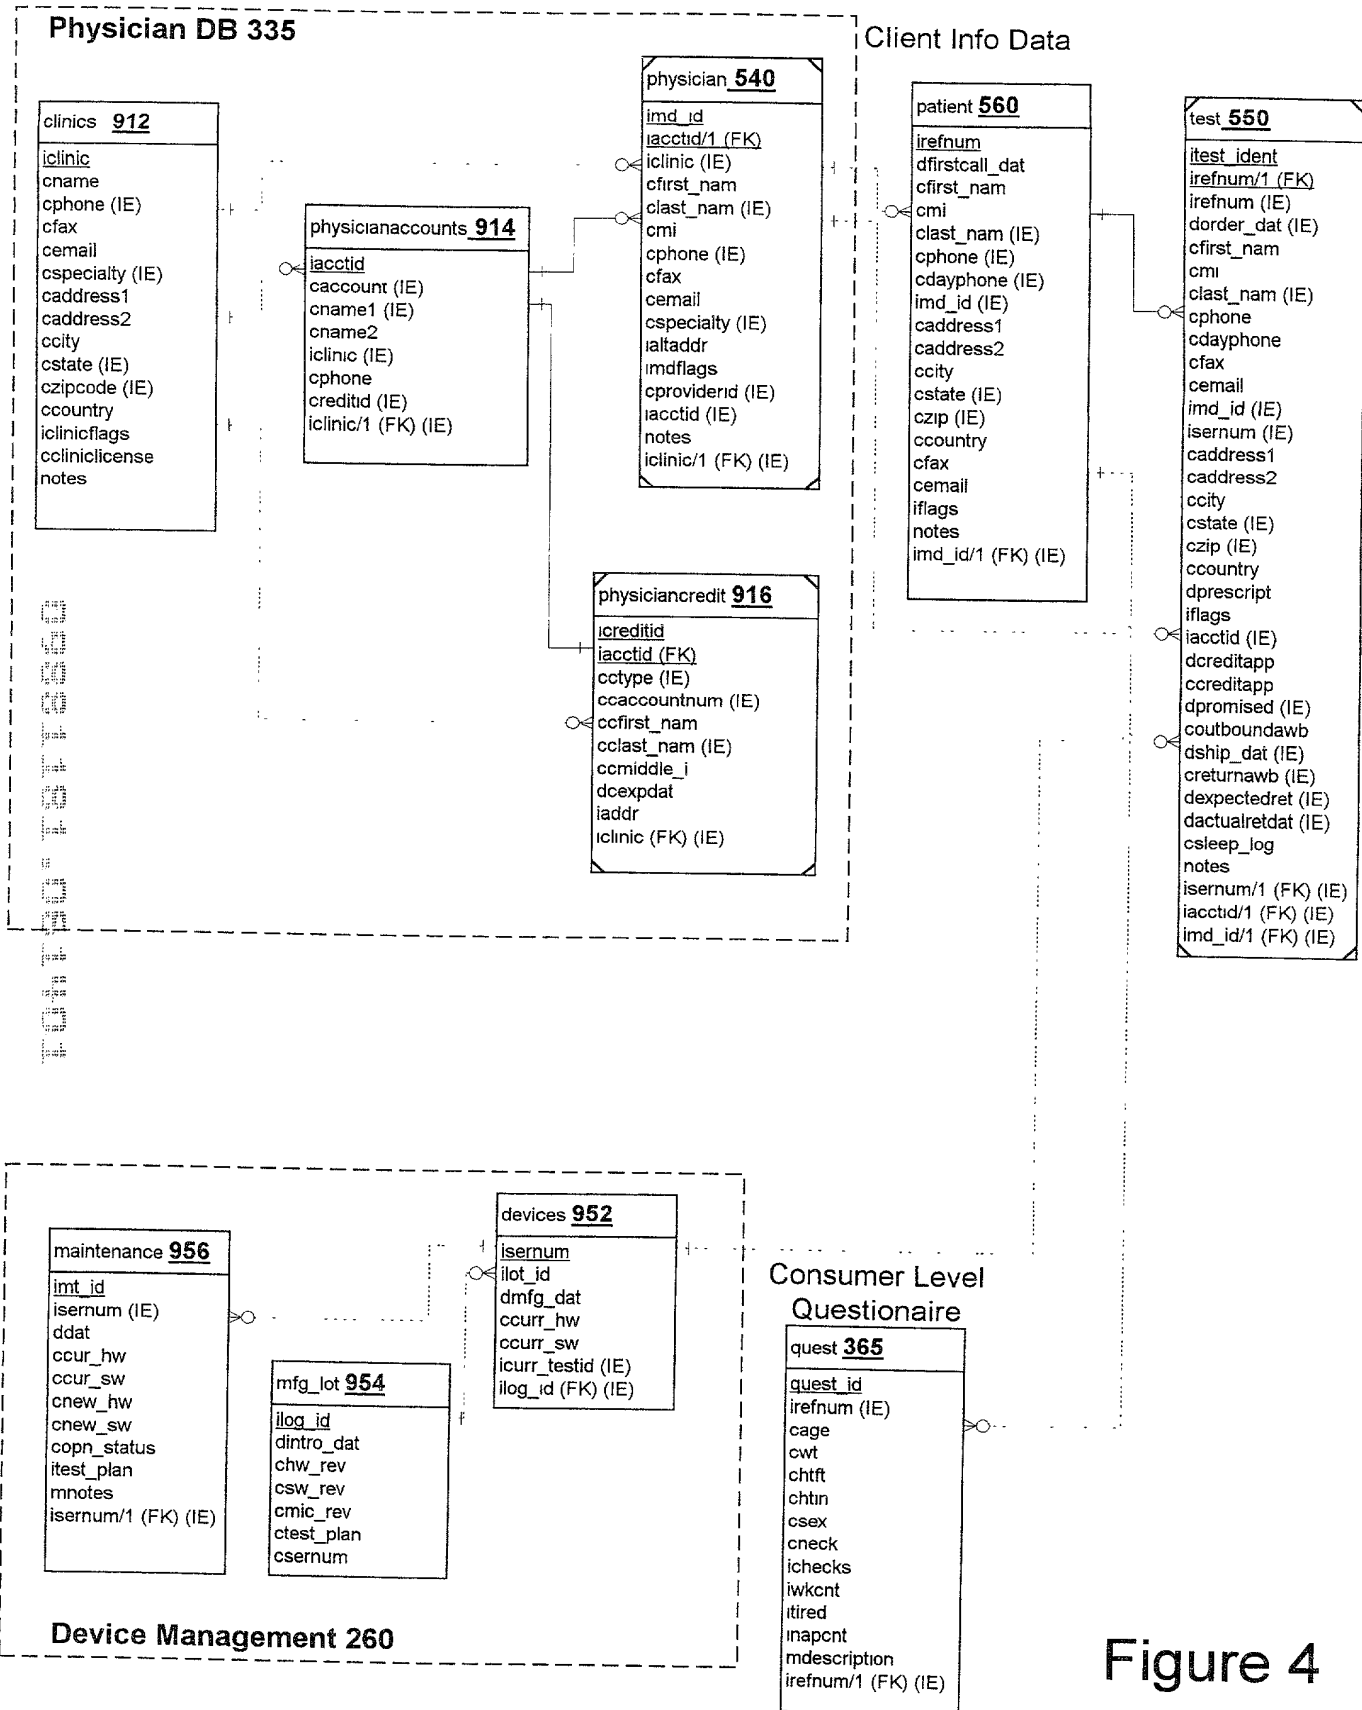 Physician DB 335
Client Info Data
clinics 912
iclinic
cname
cphone (IE)
cfax
cemail
cspecialty (IE)
caddress1
caddress2
ccity
cstate (IE)
czipcode (IE)
ccountry
iclinicflags
ccliniclicense
notes
physicianaccounts 914
iacctid
caccount (IE)
cname1 (IE)
cname2
iclinic (IE)
cphone
creditid (IE)
iclinic/1 (FK) (IE)
physician 540
imd_id
iacctid/1 (FK)
iclinic (IE)
cfirst_nam
clast_nam (IE)
cmi
cphone (IE)
cfax
cemail
cspecialty (IE)
ialtaddr
imdflags
cproviderid (IE)
iacctid (IE)
notes
iclinic/1 (FK) (IE)
physiciancredit 916
icreditid
iacctid (FK)
cctype (IE)
ccaccountnum (IE)
ccfirst_nam
cclast_nam (IE)
ccmiddle_i
dcexpdat
iaddr
iclinic (FK) (IE)
patient 560
irefnum
dfirstcall_dat
cfirst_nam
cmi
clast_nam (IE)
cphone (IE)
cdayphone (IE)
imd_id (IE)
caddress1
caddress2
ccity
cstate (IE)
czip (IE)
ccountry
cfax
cemail
iflags
notes
imd_id/1 (FK) (IE)
test 550
itest_ident
irefnum/1 (FK)
irefnum (IE)
dorder_dat (IE)
cfirst_nam
cmi
clast_nam (IE)
cphone
cdayphone
cfax
cemail
imd_id (IE)
isernum (IE)
caddress1
caddress2
ccity
cstate (IE)
czip (IE)
ccountry
dprescript
iflags
iacctid (IE)
dcreditapp
ccreditapp
dpromised (IE)
coutboundawb
dship_dat (IE)
creturnawb (IE)
dexpectedret (IE)
dactualretdat (IE)
csleep_log
notes
isernum/1 (FK) (IE)
iacctid/1 (FK) (IE)
imd_id/1 (FK) (IE)
maintenance 956
imt_id
isernum (IE)
ddat
ccur_hw
ccur_sw
cnew_hw
cnew_sw
copn_status
itest_plan
mnotes
isernum/1 (FK) (IE)
mfg_lot 954
ilog_id
dintro_dat
chw_rev
csw_rev
cmic_rev
ctest_plan
csernum
devices 952
isernum
ilot_id
dmfg_dat
ccurr_hw
ccurr_sw
icurr_testid (IE)
ilog_id (FK) (IE)
Device Management 260
Consumer Level
Questionaire
quest 365
quest_id
irefnum (IE)
cage
cwt
chtft
chtin
csex
cneck
ichecks
iwkcnt
itired
inapcnt
mdescription
irefnum/1 (FK) (IE)
Figure 4